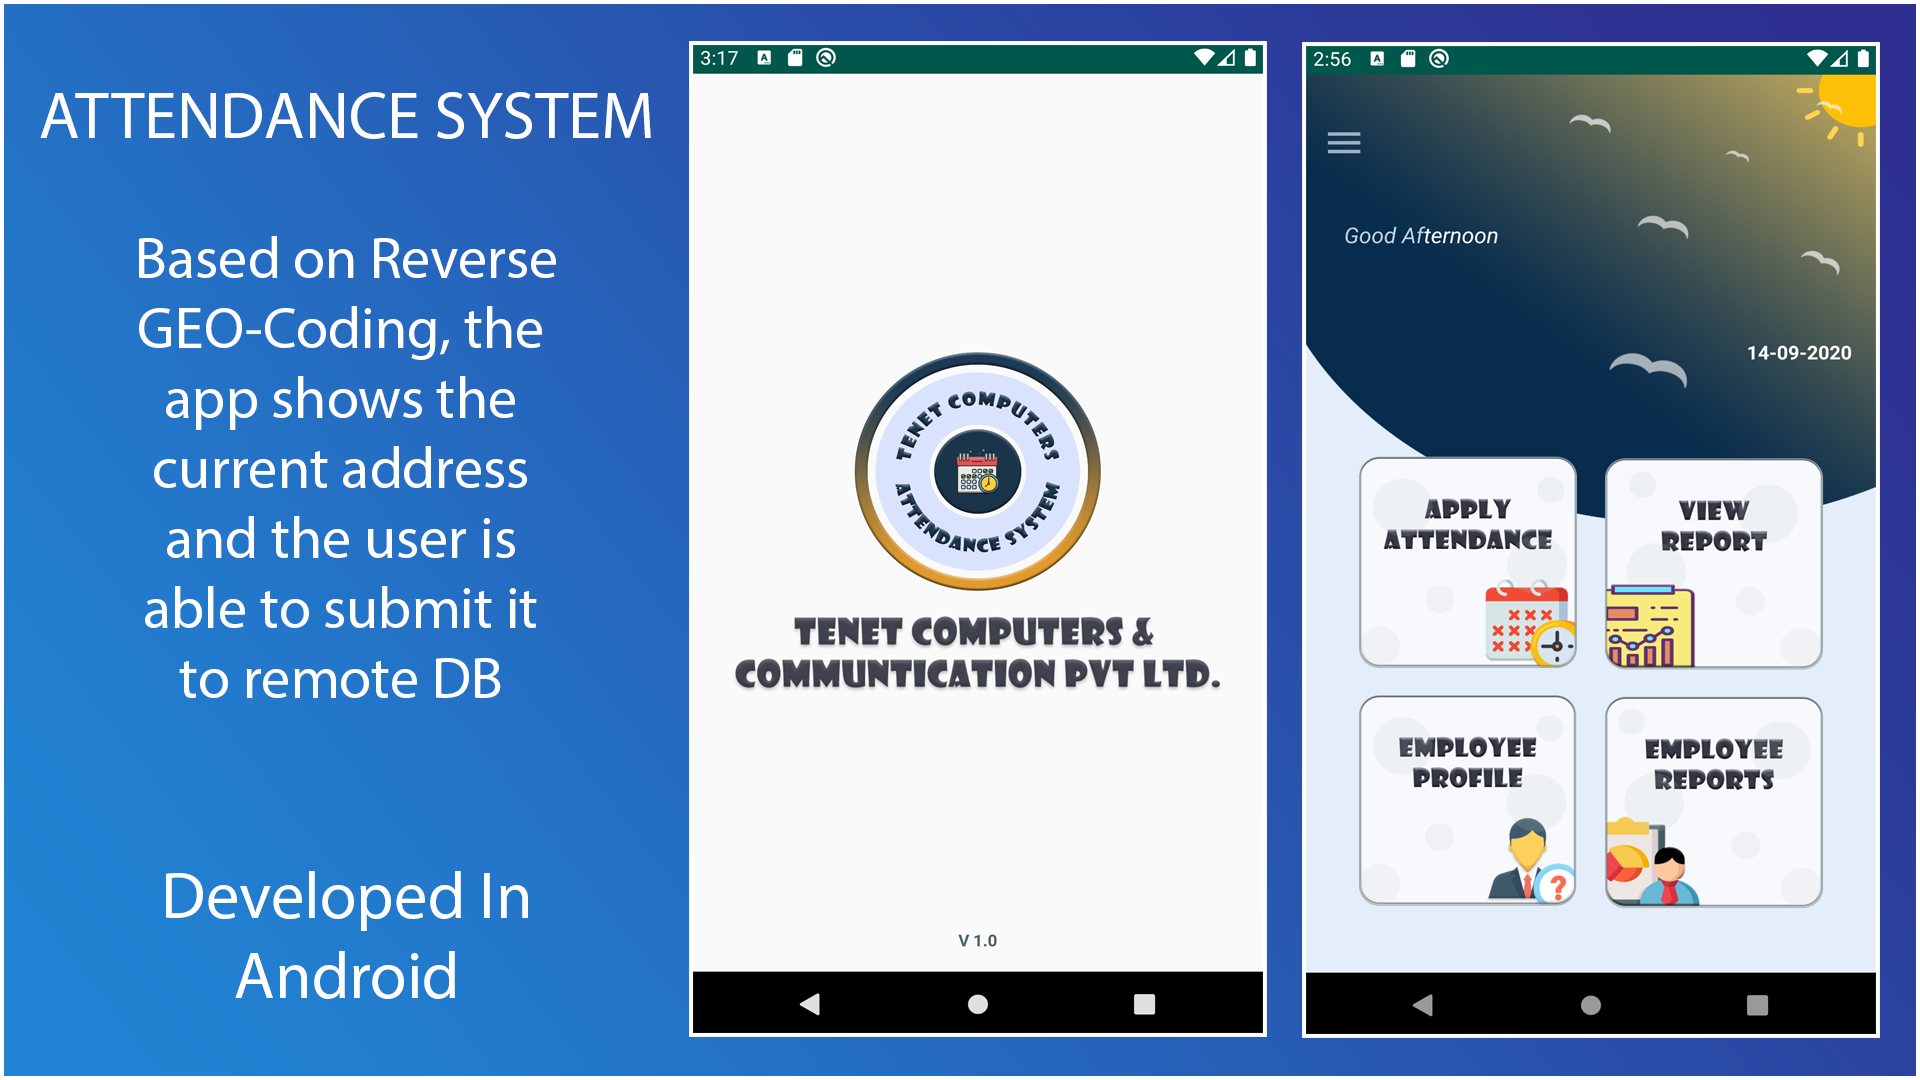 ATTENDANCE SYSTEM
Based on Reverse
GEO-Coding, the
app shows the
current address
and the user is
able to submit it
to remote DB
Developed In
Android
3:17
TENET COMPUTERS
ATTENDANCE SYSTEM
TENET COMPUTERS &
COMMUNTICATION PVT LTD.
V 1.0
2:56
Good Afternoon
14-09-2020
APPLY
ATTENDANCE
VIEW
REPORT
EMPLOYEE
PROFILE
?
EMPLOYEE
REPORTS